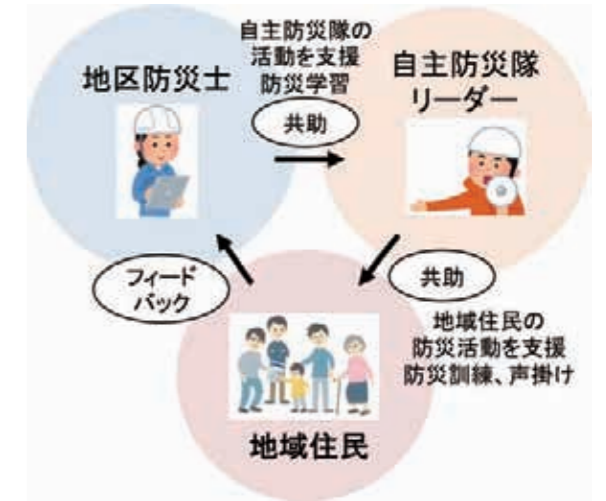 地区防災士
自主防災隊の
活動を支援
防災学習
共助
自主防災隊
リーダー
共助
地域住民の
防災活動を支援
防災訓練、声掛け
フィード
バック
地域住民